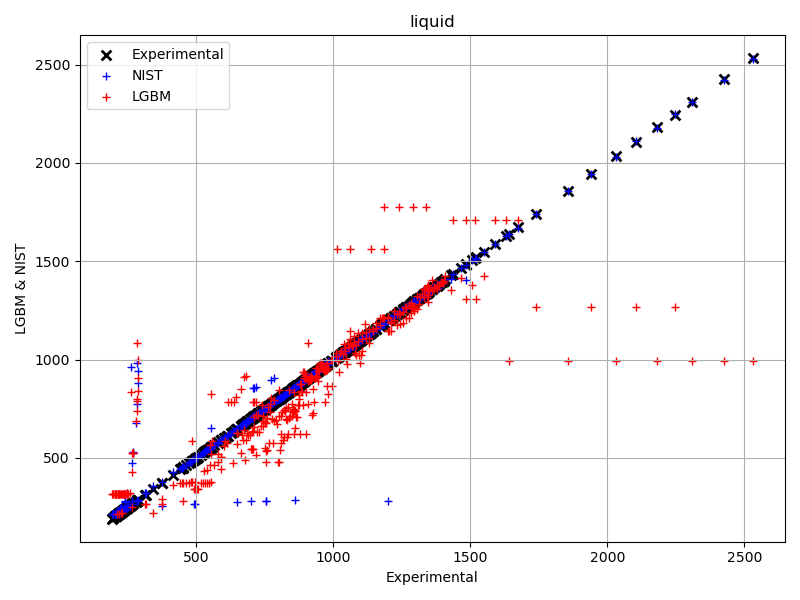 liquid
Experimental
NIST
LGBM
2500
2000
1500
1000
500
LGBM & NIST
500 1000 1500 2000 2500
Experimental